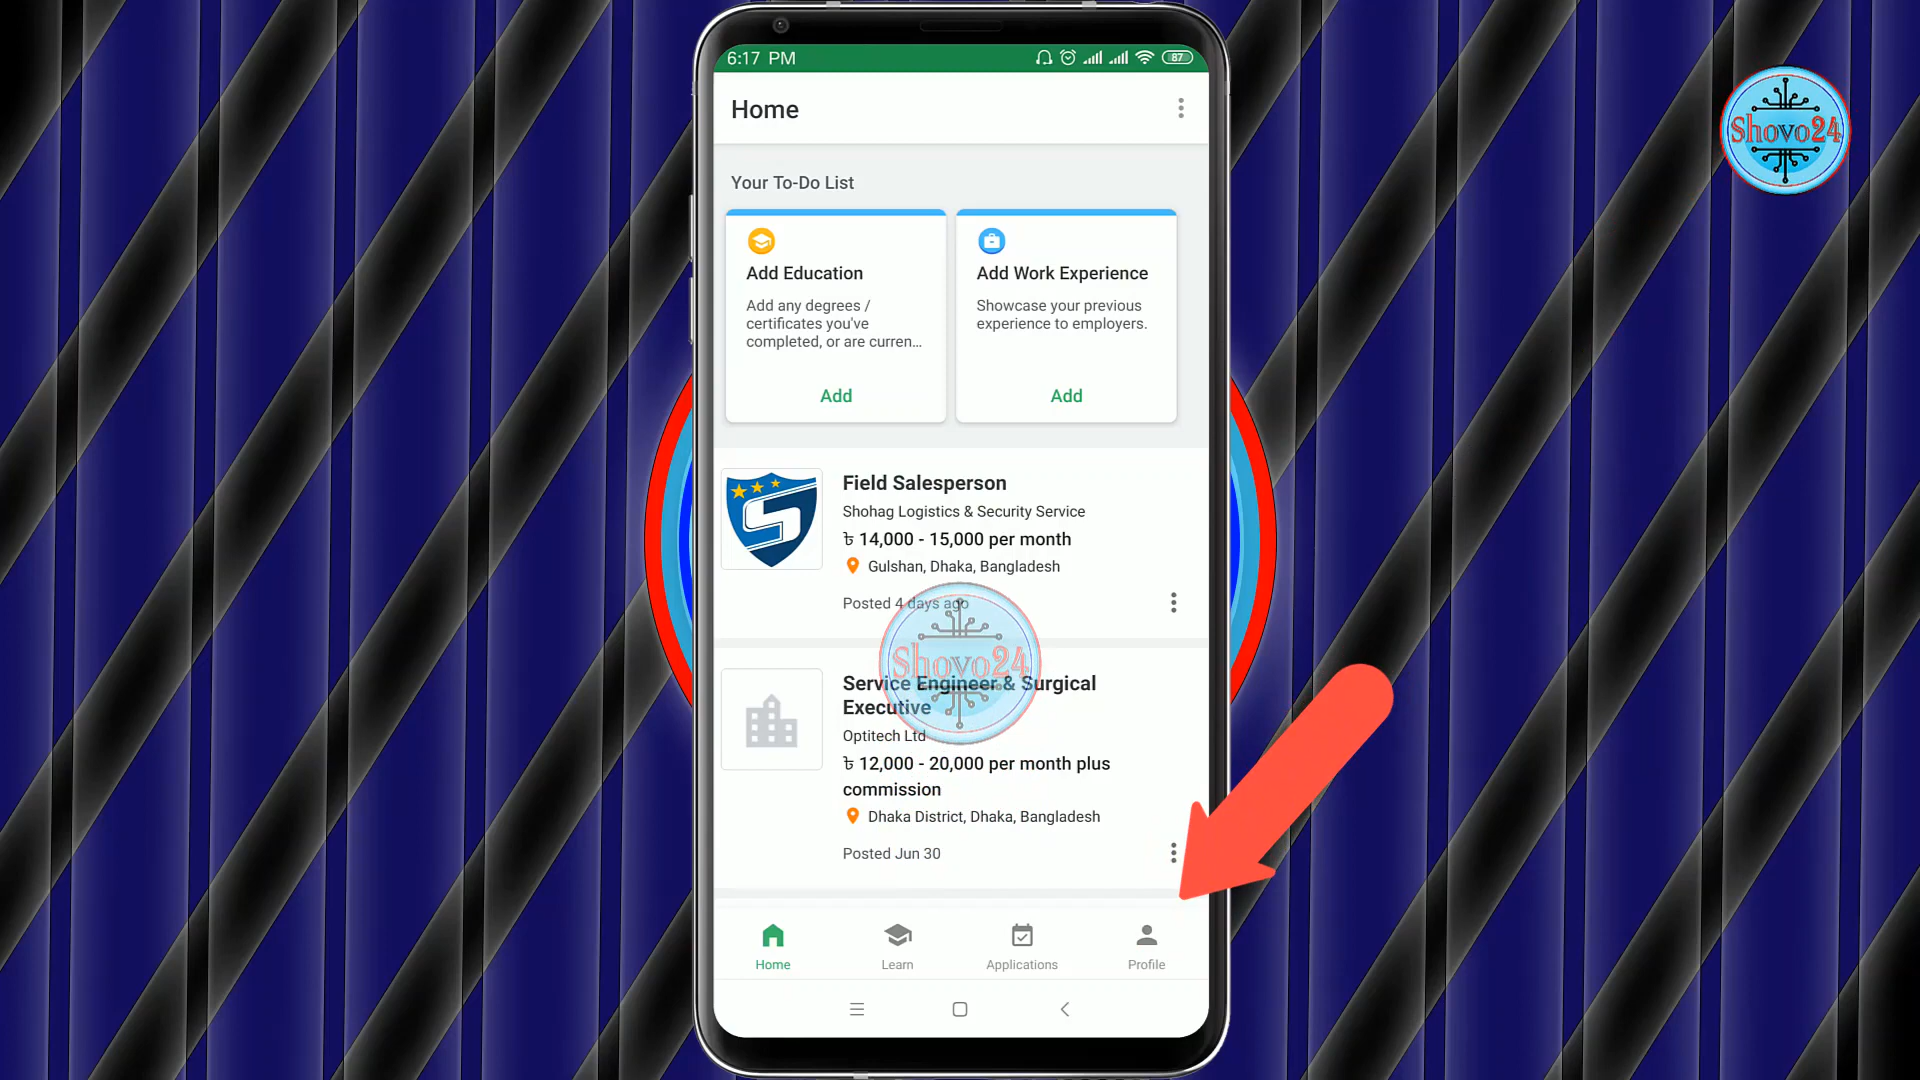 6:17 PM
87
Home
Shovo24
Your To-Do List
Add Education
Add any degrees /
certificates you've
completed, or are curren...
Add
Add Work Experience
Showcase your previous
experience to employers.
Add
Field Salesperson
Shohag Logistics & Security Service
৳ 14,000 - 15,000 per month
Gulshan, Dhaka, Bangladesh
Posted 4 days ago
Shovo24
Service Engineer & Surgical
Executive
Optitech Ltd
৳ 12,000 - 20,000 per month plus
commission
Dhaka District, Dhaka, Bangladesh
Posted Jun 30
Home
Learn
Applications
Profile